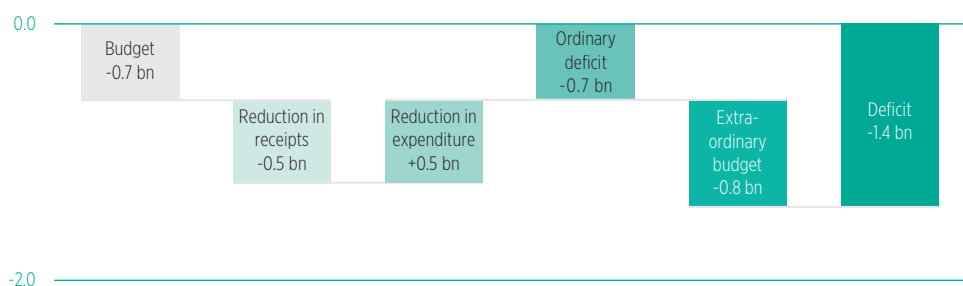 0.0
Budget
-0.7 bn
Reduction in
receipts
-0.5 bn
Reduction in
expenditure
+0.5 bn
Ordinary
deficit
-0.7 bn
Extra-
ordinary
budget
-0.8 bn
Deficit
-1.4 bn
-2.0